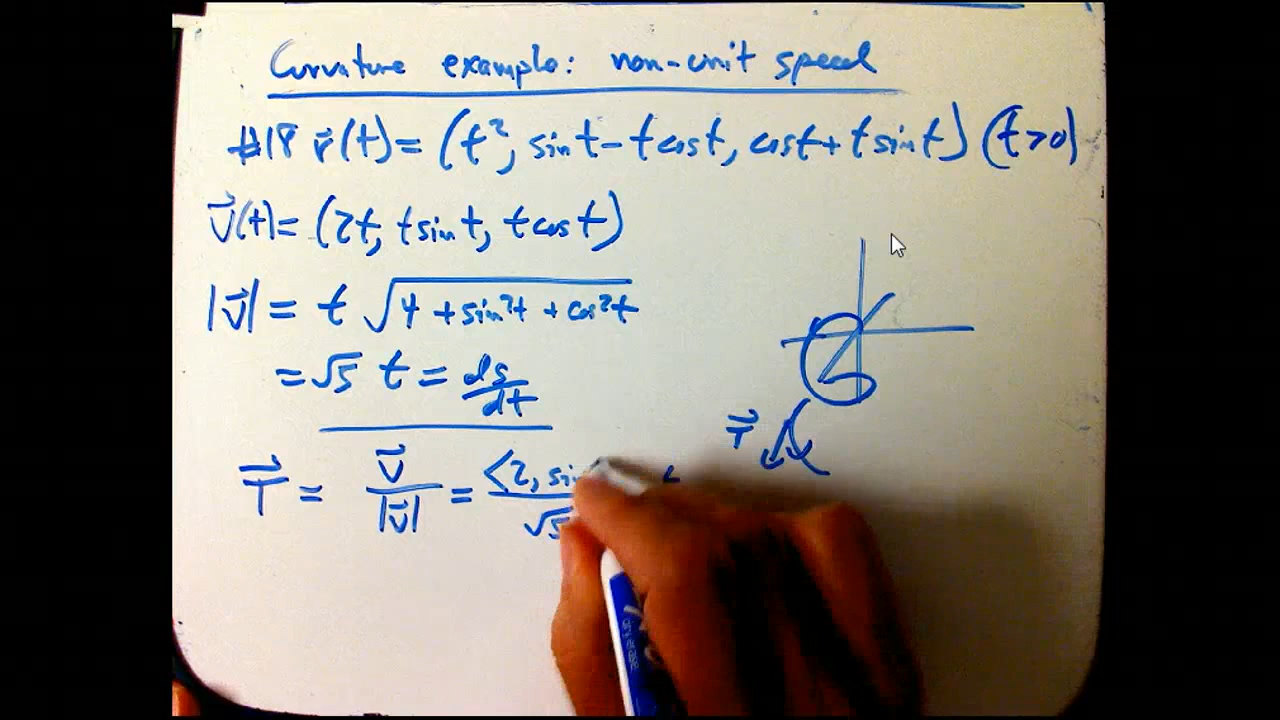 Curvature example: non-unit speed
#18 r⃗(t) = (t², sin t - t cos t, cos t + t sin t) (t>0)
v⃗(t) = (2t, t sin t, t cos t)
|v⃗| = t √(4 + sin²t + cos²t)
= √5 t = ds/dt
T⃗
T⃗ = v⃗/|v⃗| = <2, sin / √5